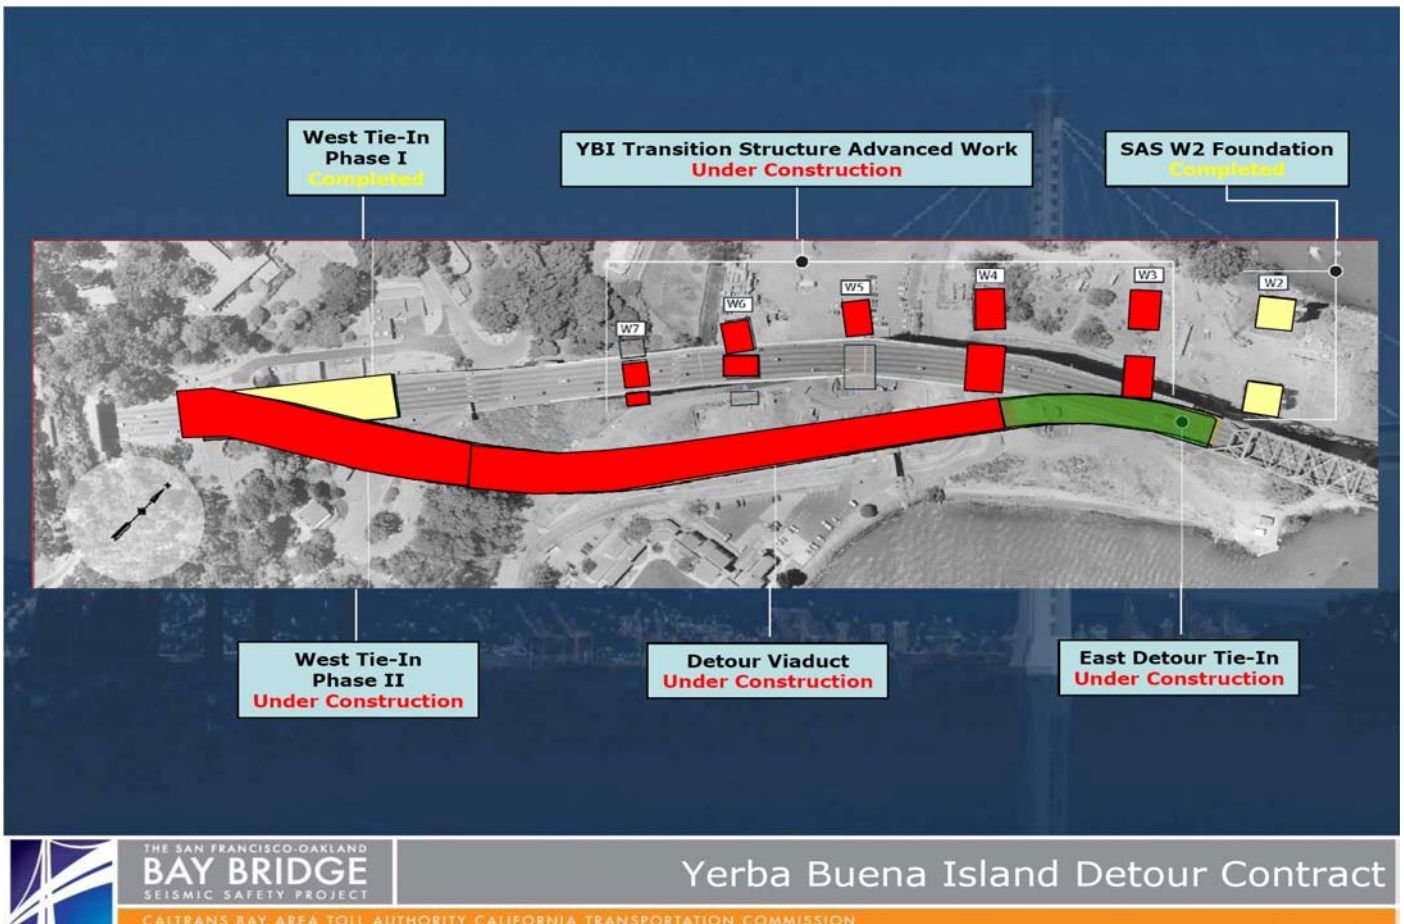 West Tie-In
Phase I
Completed
YBI Transition Structure Advanced Work
Under Construction
SAS W2 Foundation
Completed
W7
W6
W5
W4
W3
W2
West Tie-In
Phase II
Under Construction
Detour Viaduct
Under Construction
East Detour Tie-In
Under Construction
THE SAN FRANCISCO-OAKLAND
BAY BRIDGE
SEISMIC SAFETY PROJECT
Yerba Buena Island Detour Contract
CALTRANS BAY AREA TOLL AUTHORITY CALIFORNIA TRANSPORTATION COMMISSION